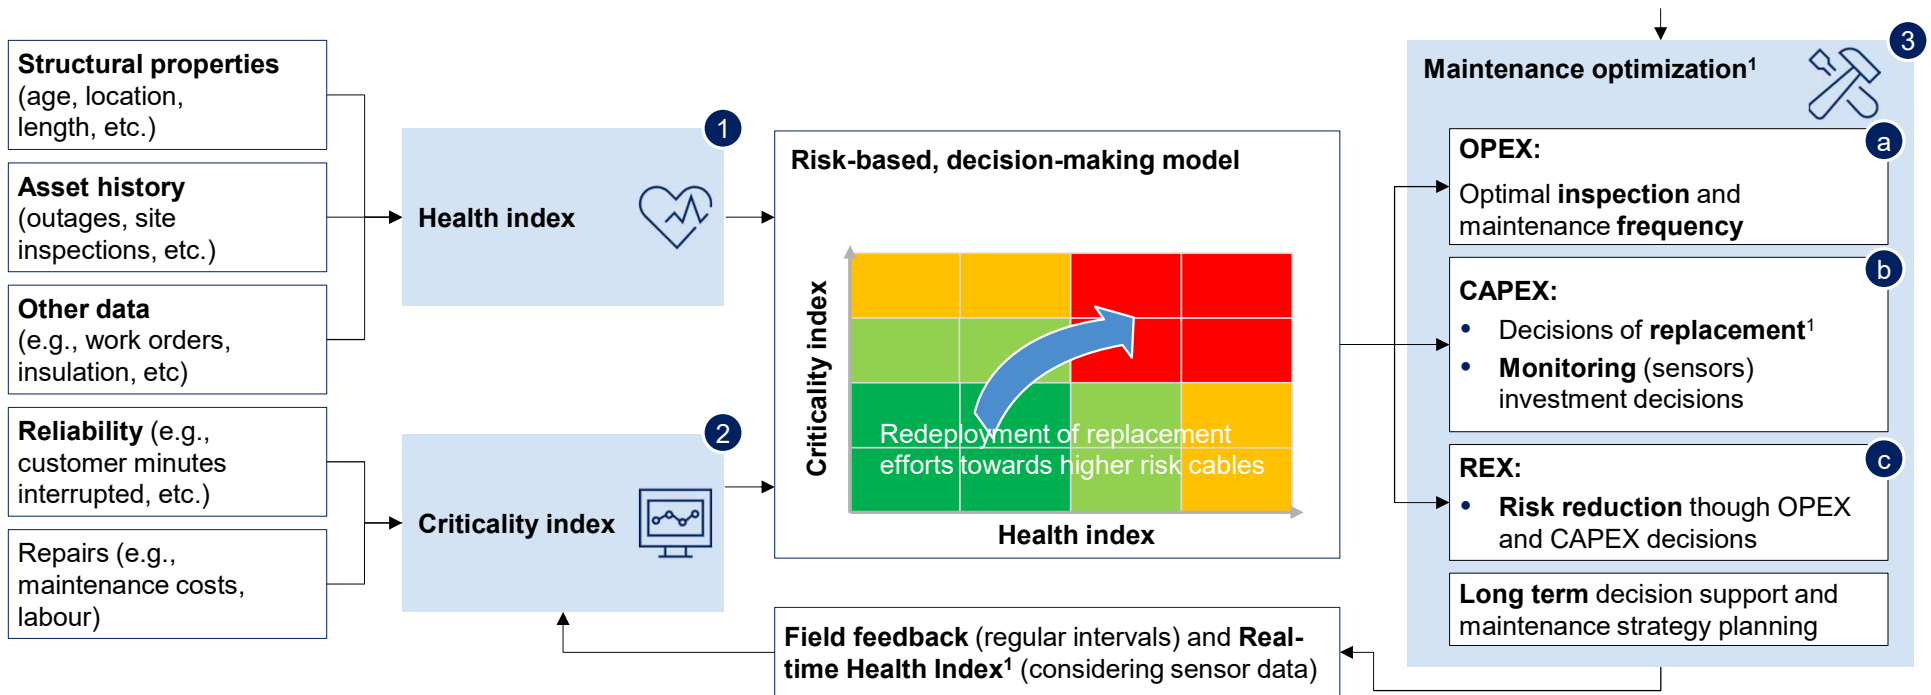 Structural properties
(age, location,
length, etc.)
Asset history
(outages, site
inspections, etc.)
Other data
(e.g., work orders,
insulation, etc)
Reliability (e.g.,
customer minutes
interrupted, etc.)
Repairs (e.g.,
maintenance costs,
labour)
1
Health index
2
Criticality index
Risk-based, decision-making model
Criticality index
Redeployment of replacement
efforts towards higher risk cables
Health index
Field feedback (regular intervals) and Real-
time Health Index¹ (considering sensor data)
3
Maintenance optimization¹
a
OPEX:
Optimal inspection and
maintenance frequency
b
CAPEX:
• Decisions of replacement¹
• Monitoring (sensors)
investment decisions
c
REX:
• Risk reduction though OPEX
and CAPEX decisions
Long term decision support and
maintenance strategy planning